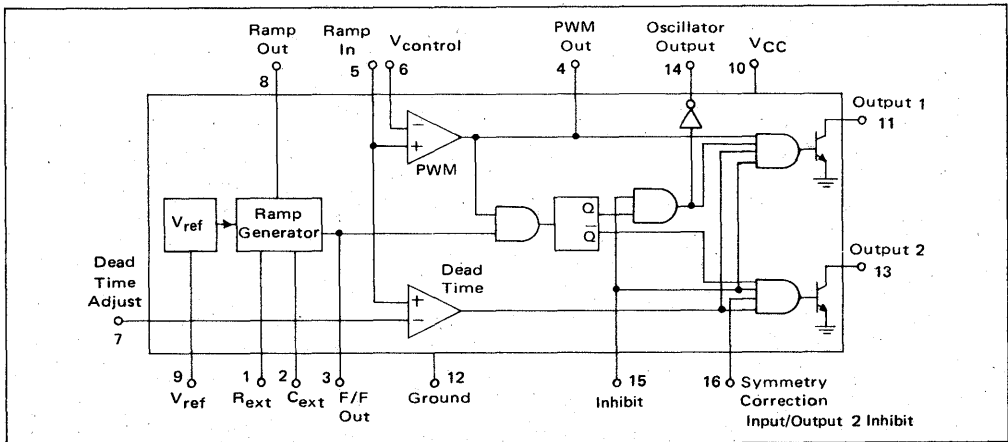 Ramp
Out
8
Ramp
In
5
Vcontrol
6
PWM
Out
4
Oscillator
Output
14
VCC
10
Output 1
11
−
+
PWM
Vref
Ramp
Generator
Q
Q̅
Output 2
13
Dead
Time
Adjust
7
Dead
Time
+
−
9
Vref
1
Rext
2
Cext
3
F/F
Out
12
Ground
15
Inhibit
16 Symmetry
Correction
Input/Output 2 Inhibit